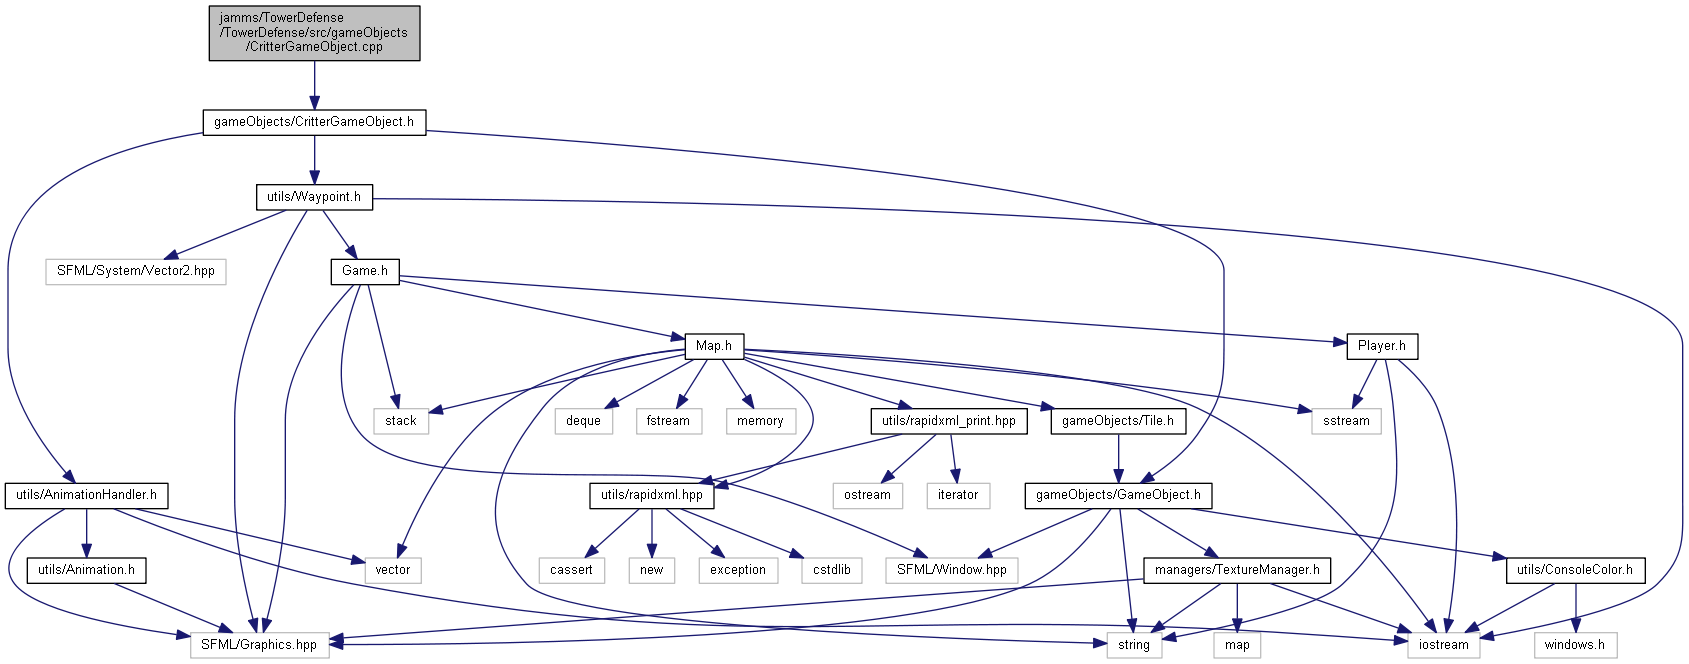 jamms/TowerDefense
/TowerDefense/src/gameObjects
/CritterGameObject.cpp
gameObjects/CritterGameObject.h
utils/Waypoint.h
SFML/System/Vector2.hpp
Game.h
Map.h
Player.h
stack
deque
fstream
memory
utils/rapidxml_print.hpp
gameObjects/Tile.h
sstream
utils/AnimationHandler.h
utils/rapidxml.hpp
ostream
iterator
gameObjects/GameObject.h
utils/Animation.h
vector
cassert
new
exception
cstdlib
SFML/Window.hpp
managers/TextureManager.h
utils/ConsoleColor.h
SFML/Graphics.hpp
string
map
iostream
windows.h